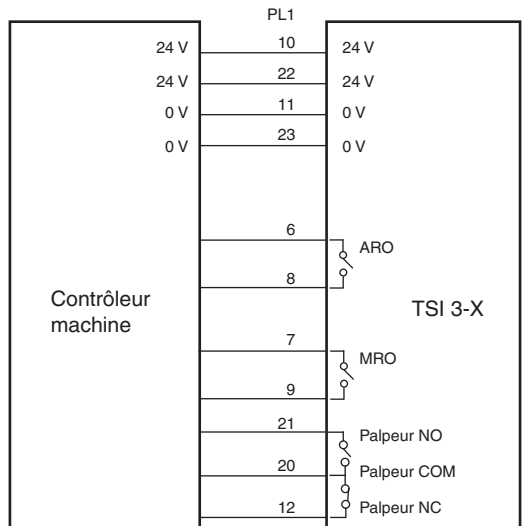 PL1
24 V 10 24 V
24 V 22 24 V
0 V 11 0 V
0 V 23 0 V
6
ARO
8
Contrôleur
machine
TSI 3-X
7
MRO
9
21
Palpeur NO
20 Palpeur COM
12 Palpeur NC